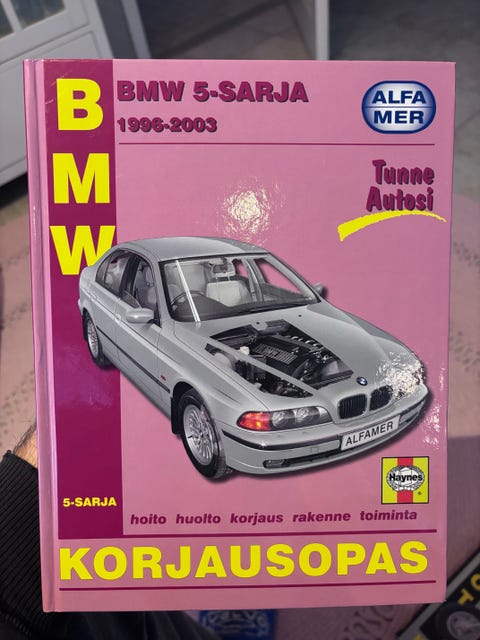 BMW
BMW 5-SARJA
1996-2003
ALFA
MER
Tunne
Autosi
ALFAMER
Haynes
5-SARJA
hoito huolto korjaus rakenne toiminta
KORJAUSOPAS